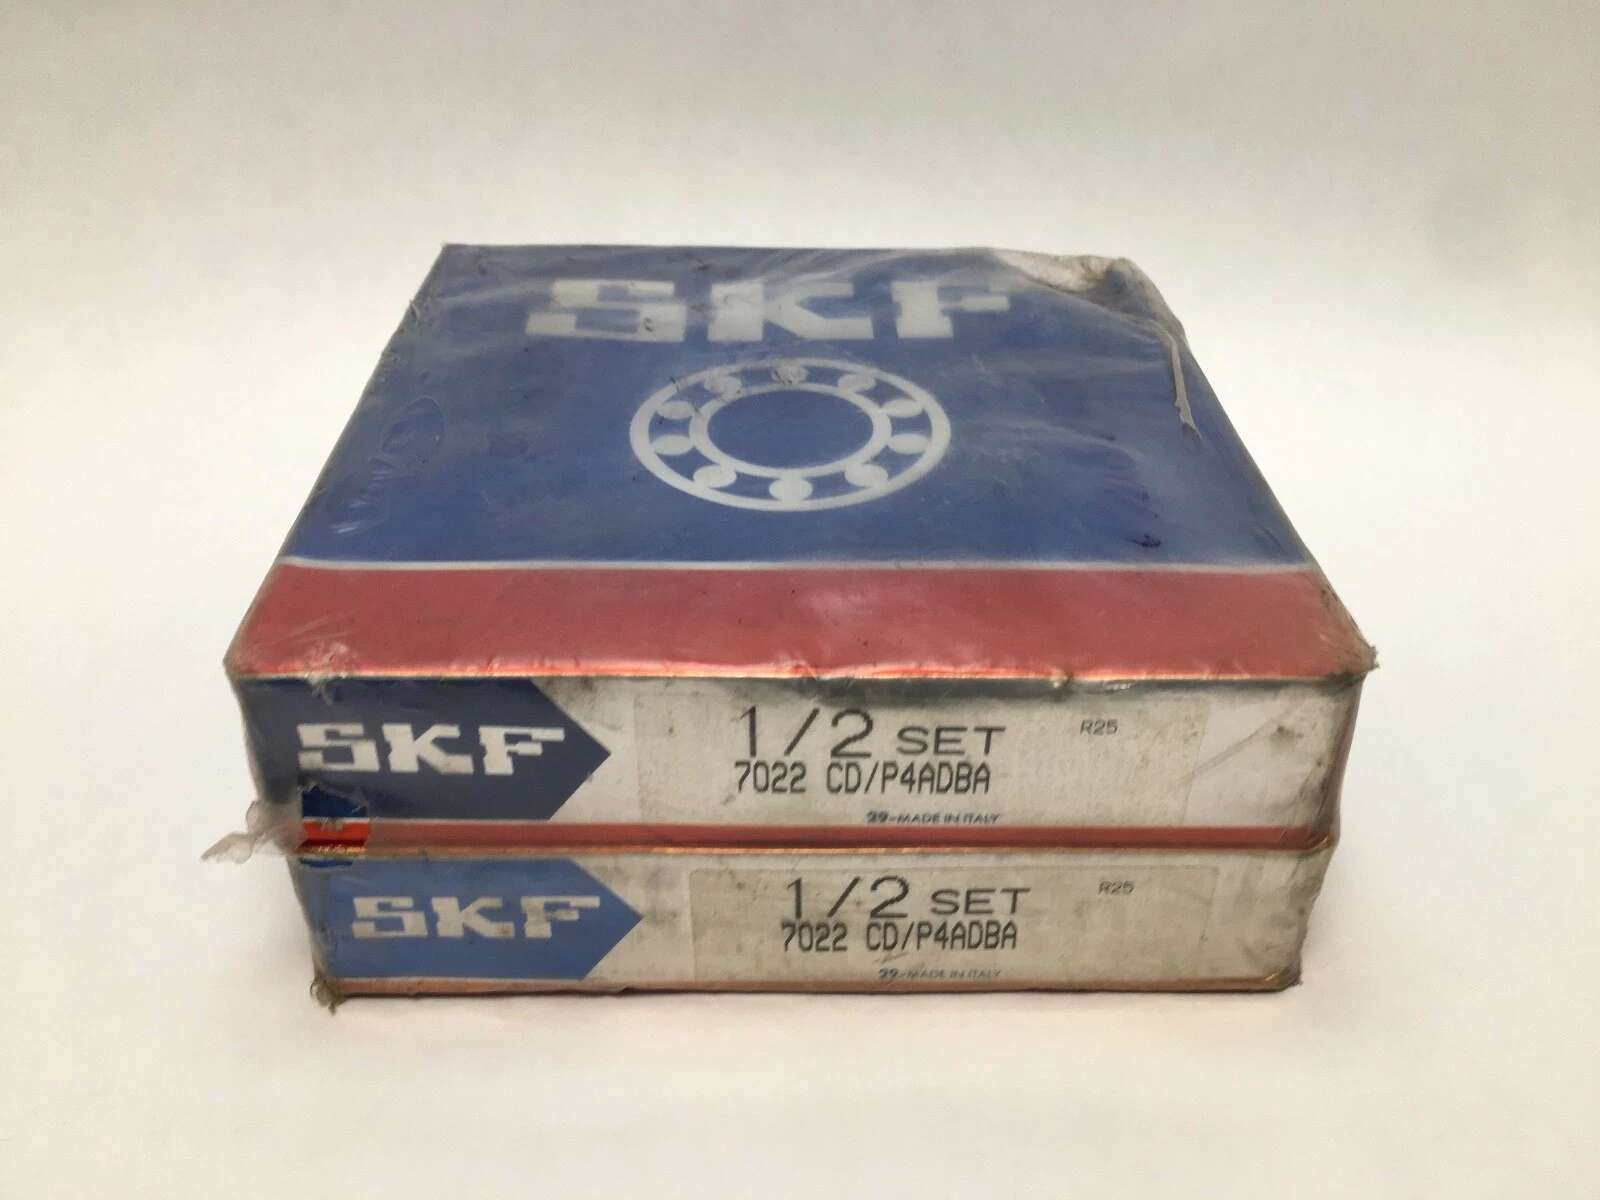 SKF
SKF
1/2 SET
R25
7022 CD/P4ADBA
29-MADE IN ITALY
SKF
1/2 SET
R25
7022 CD/P4ADBA
29-MADE IN ITALY